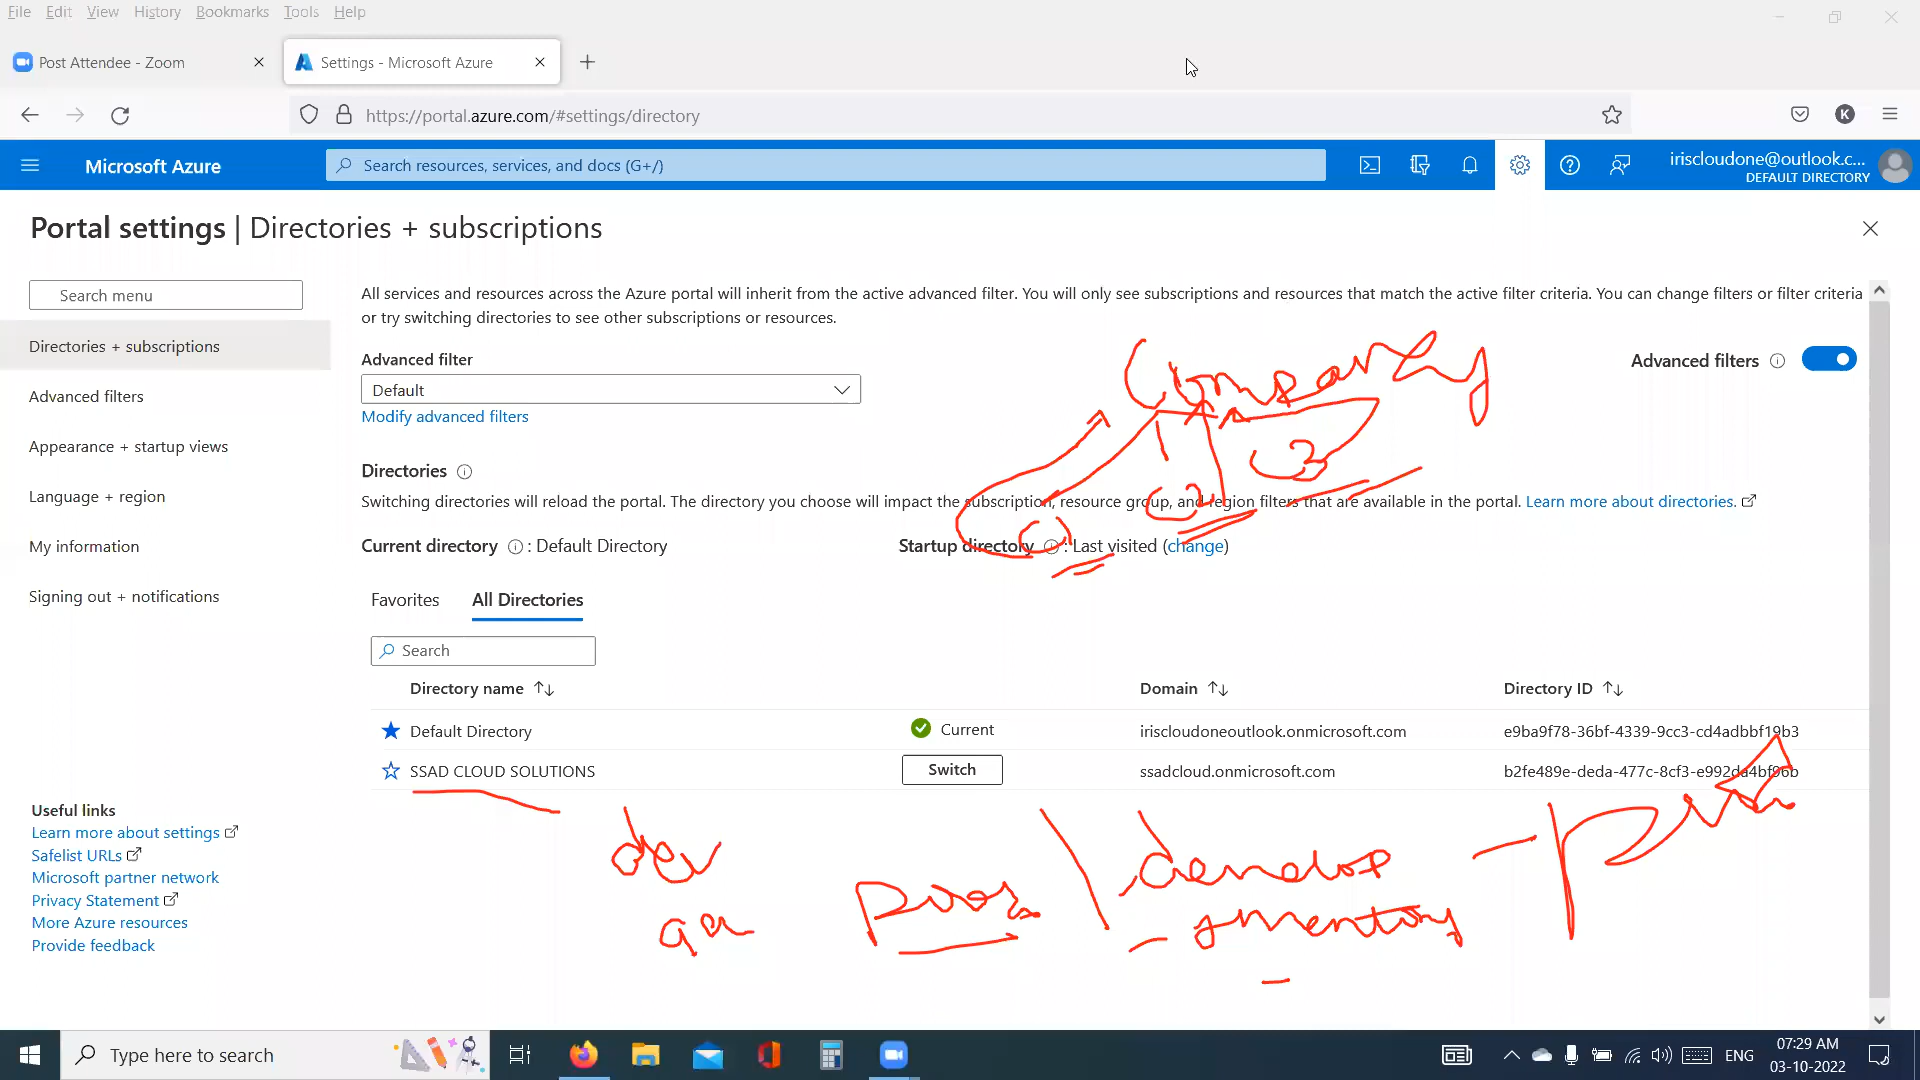 File Edit View History Bookmarks Tools Help
Post Attendee - Zoom
Settings - Microsoft Azure
https://portal.azure.com/#settings/directory
K
Microsoft Azure
Search resources, services, and docs (G+/)
iriscloudone@outlook.c...
DEFAULT DIRECTORY
Portal settings | Directories + subscriptions
Search menu
Directories + subscriptions
Advanced filters
Appearance + startup views
Language + region
My information
Signing out + notifications
Useful links
Learn more about settings
Safelist URLs
Microsoft partner network
Privacy Statement
More Azure resources
Provide feedback
All services and resources across the Azure portal will inherit from the active advanced filter. You will only see subscriptions and resources that match the active filter criteria. You can change filters or filter criteria
or try switching directories to see other subscriptions or resources.
Advanced filter
Default
Modify advanced filters
Advanced filters
Company
C2
C3
Directories
Switching directories will reload the portal. The directory you choose will impact the subscription, resource group, and region filters that are available in the portal. Learn more about directories.
Current directory : Default Directory
Startup directory : Last visited (change)
Favorites All Directories
Search
Directory name Domain Directory ID
Default Directory Current iriscloudoneoutlook.onmicrosoft.com e9ba9f78-36bf-4339-9cc3-cd4adbbf19b3
SSAD CLOUD SOLUTIONS Switch ssadcloud.onmicrosoft.com b2fe489e-deda-477c-8cf3-e992da4bf96b
dev
qa
Type here to search
ENG
07:29 AM
03-10-2022